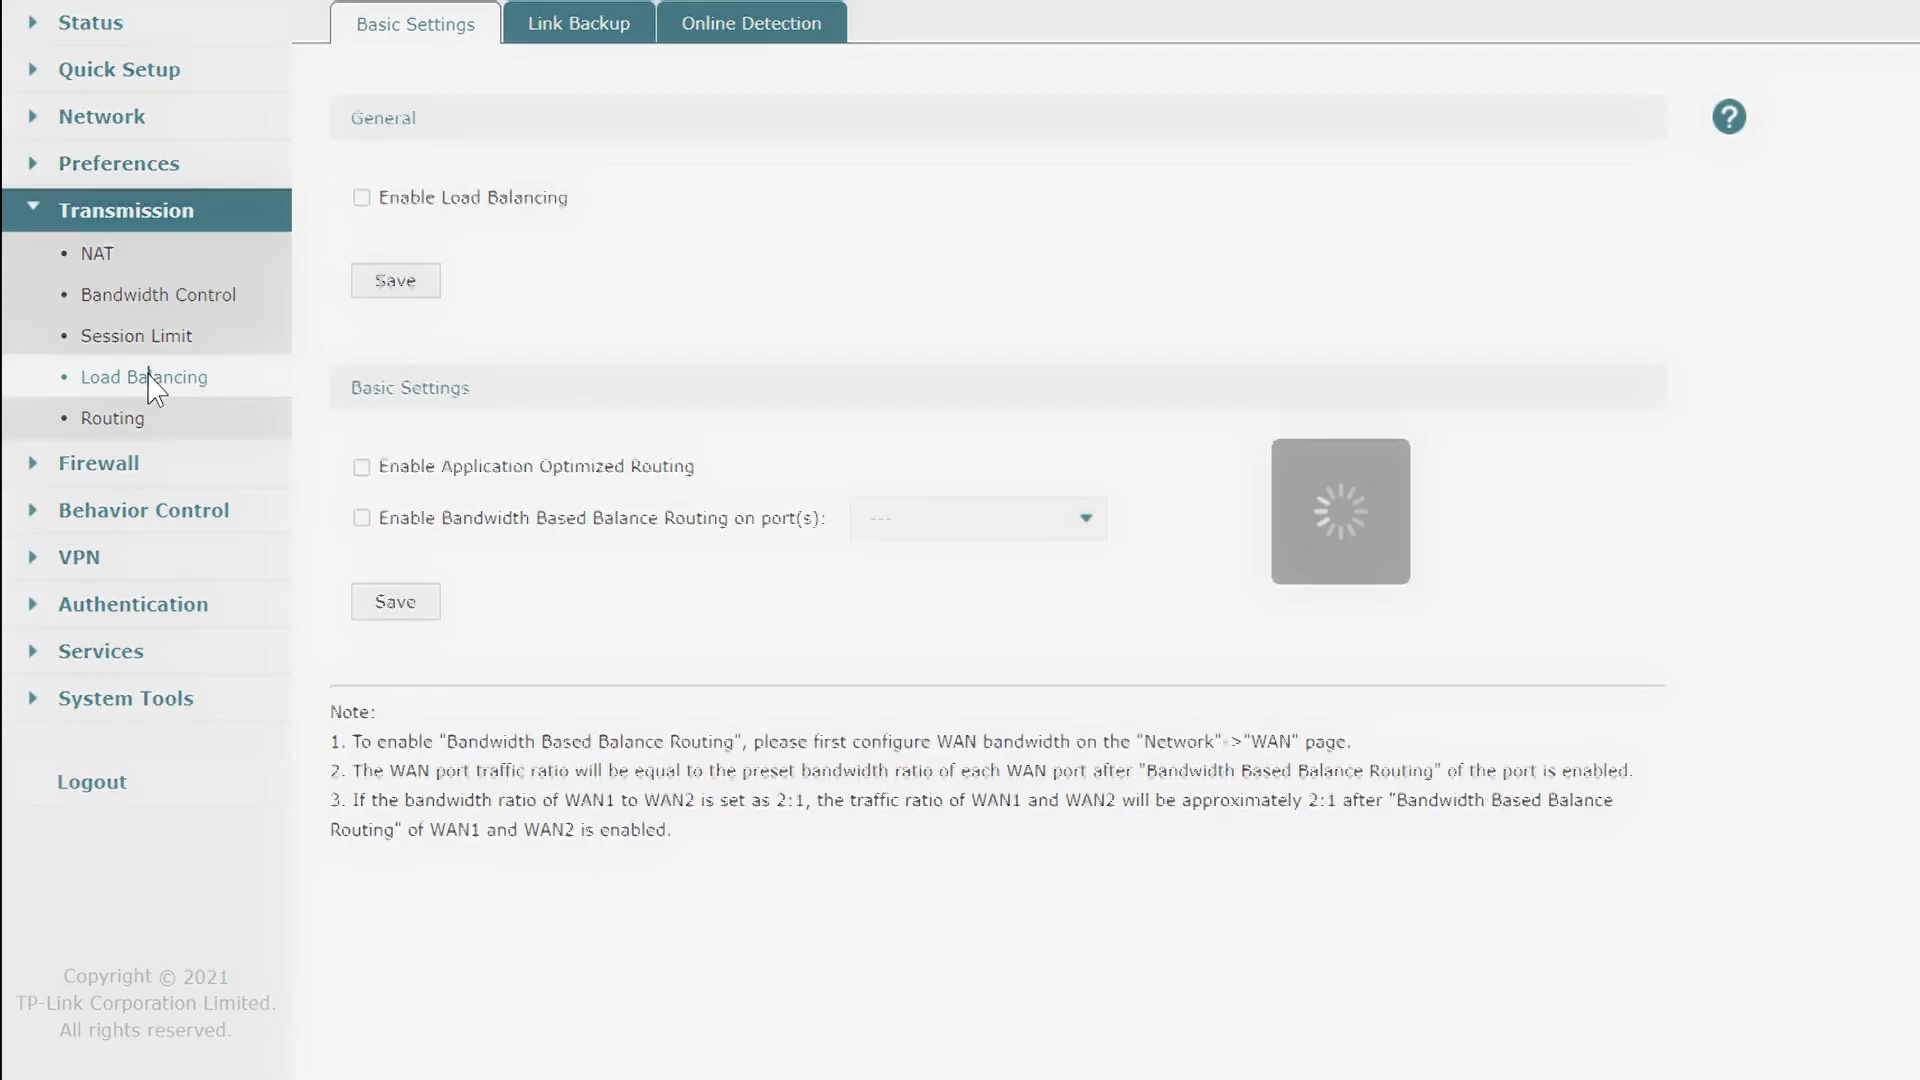 Status
Quick Setup
Network
Preferences
Transmission
• NAT
• Bandwidth Control
• Session Limit
• Load Balancing
• Routing
Firewall
Behavior Control
VPN
Authentication
Services
System Tools
Logout
Copyright © 2021
TP-Link Corporation Limited.
All rights reserved.
Basic Settings
Link Backup
Online Detection
General
?
Enable Load Balancing
Save
Basic Settings
Enable Application Optimized Routing
Enable Bandwidth Based Balance Routing on port(s):
---
Save
Note:
1. To enable "Bandwidth Based Balance Routing", please first configure WAN bandwidth on the "Network"->"WAN" page.
2. The WAN port traffic ratio will be equal to the preset bandwidth ratio of each WAN port after "Bandwidth Based Balance Routing" of the port is enabled.
3. If the bandwidth ratio of WAN1 to WAN2 is set as 2:1, the traffic ratio of WAN1 and WAN2 will be approximately 2:1 after "Bandwidth Based Balance
Routing" of WAN1 and WAN2 is enabled.